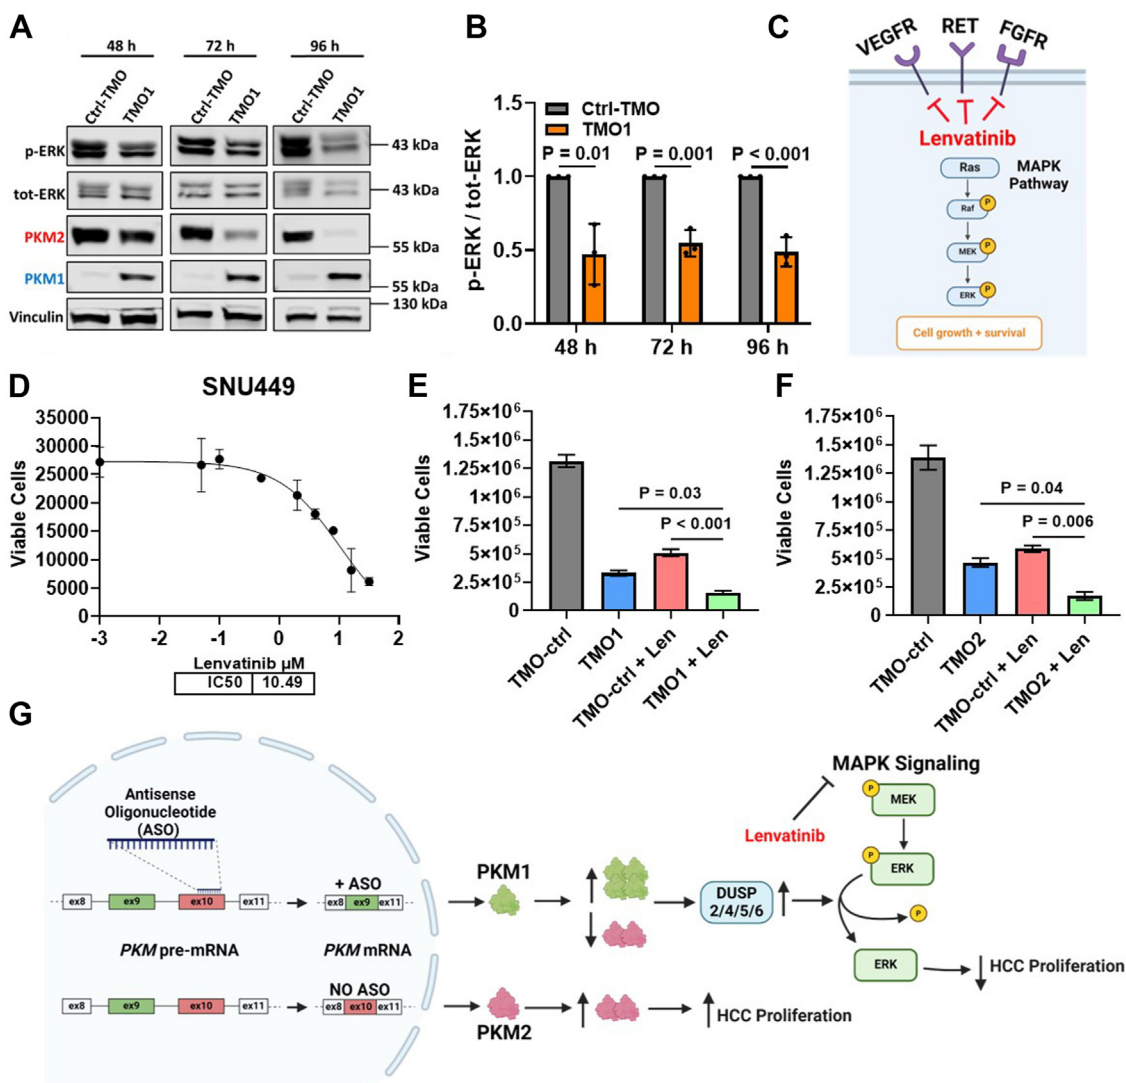 A
48 h
72 h
96 h
Ctrl-TMO
TMO1
Ctrl-TMO
TMO1
Ctrl-TMO
TMO1
p-ERK
43 kDa
tot-ERK
43 kDa
PKM2
55 kDa
PKM1
55 kDa
130 kDa
Vinculin
B
p-ERK / tot-ERK
1.5
1.0
0.5
0.0
Ctrl-TMO
TMO1
P = 0.01
P = 0.001
P < 0.001
48 h
72 h
96 h
C
VEGFR
RET
FGFR
Lenvatinib
Ras
MAPK
Pathway
Raf
P
MEK
P
ERK
P
Cell growth + survival
D
SNU449
Viable Cells
35000
30000
25000
20000
15000
10000
5000
0
-3
-2
-1
0
1
2
Lenvatinib µM
IC50
10.49
E
Viable Cells
1.75×10⁶
1.5×10⁶
1.25×10⁶
1×10⁶
7.5×10⁵
5×10⁵
2.5×10⁵
0
P = 0.03
P < 0.001
TMO-ctrl
TMO1
TMO-ctrl + Len
TMO1 + Len
F
Viable Cells
1.75×10⁶
1.5×10⁶
1.25×10⁶
1×10⁶
7.5×10⁵
5×10⁵
2.5×10⁵
0
P = 0.04
P = 0.006
TMO-ctrl
TMO2
TMO-ctrl + Len
TMO2 + Len
G
Antisense
Oligonucleotide
(ASO)
ex8
ex9
ex10
ex11
+ ASO
ex8
ex9
ex11
PKM pre-mRNA
PKM mRNA
ex8
ex9
ex10
ex11
NO ASO
ex8
ex10
ex11
PKM1
PKM2
DUSP
2/4/5/6
HCC Proliferation
MAPK Signaling
Lenvatinib
P
MEK
P
ERK
P
ERK
HCC Proliferation